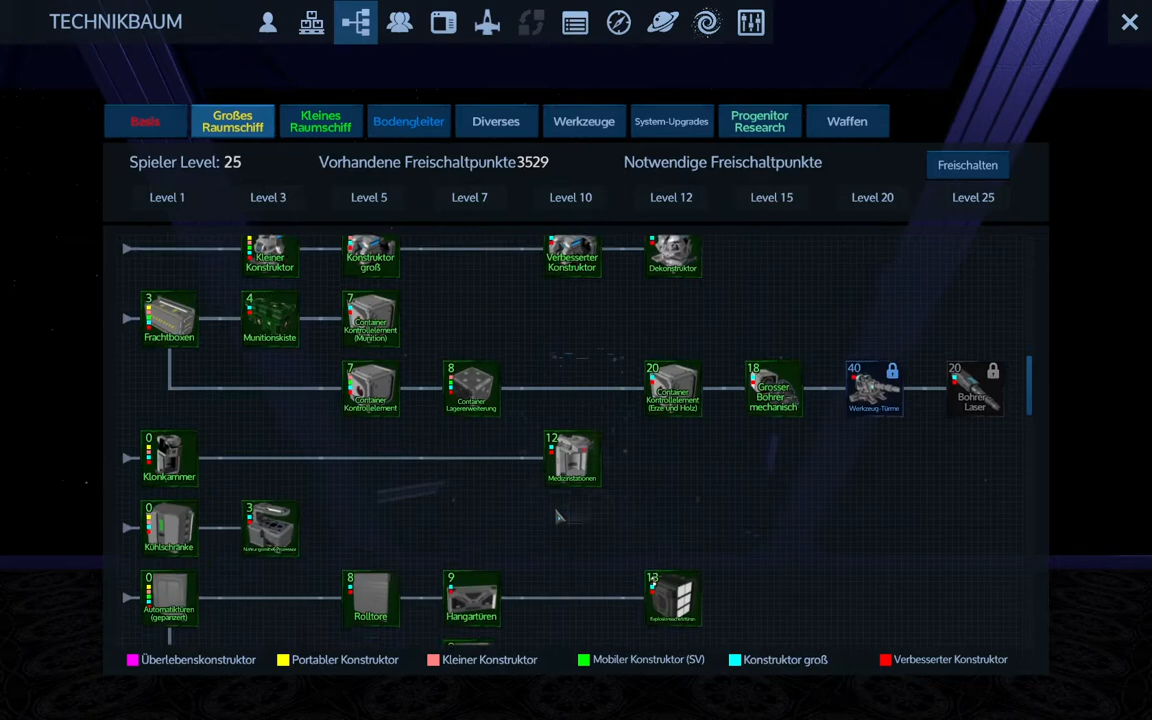 TECHNIKBAUM
Basis
Großes
Raumschiff
Kleines
Raumschiff
Bodengleiter
Diverses
Werkzeuge
System-Upgrades
Progenitor
Research
Waffen
Spieler Level: 25
Vorhandene Freischaltpunkte3529
Notwendige Freischaltpunkte
Freischalten
Level 1
Level 3
Level 5
Level 7
Level 10
Level 12
Level 15
Level 20
Level 25
Kleiner
Konstruktor
Konstruktor
groß
Verbesserter
Konstruktor
Dekonstruktor
3
Frachtboxen
4
Munitionskiste
7
Container
Kontrollelement
(Munition)
7
Container
Kontrollelement
8
Container
Lagererweiterung
20
Container
Kontrollelement
(Erze und Holz)
18
Grosser
Bohrer
mechanisch
40
Werkzeug-Türme
20
Bohrer
Laser
0
Klonkammer
12
Medizinstationen
0
Kühlschränke
3
0
Automatiktüren
(gepanzert)
8
Rolltore
9
Hangartüren
13
Explosionsschutztüren
Überlebenskonstruktor
Portabler Konstruktor
Kleiner Konstruktor
Mobiler Konstruktor (SV)
Konstruktor groß
Verbesserter Konstruktor